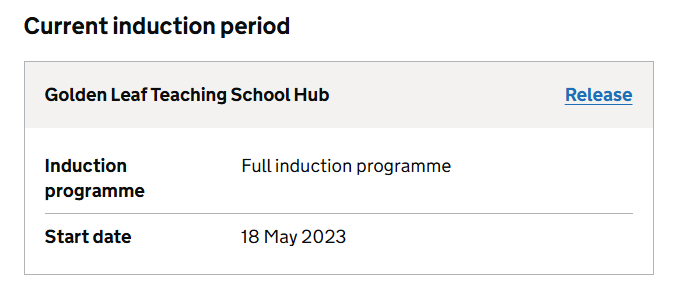 Current induction period
Golden Leaf Teaching School Hub
Release
Induction
programme
Full induction programme
Start date
18 May 2023